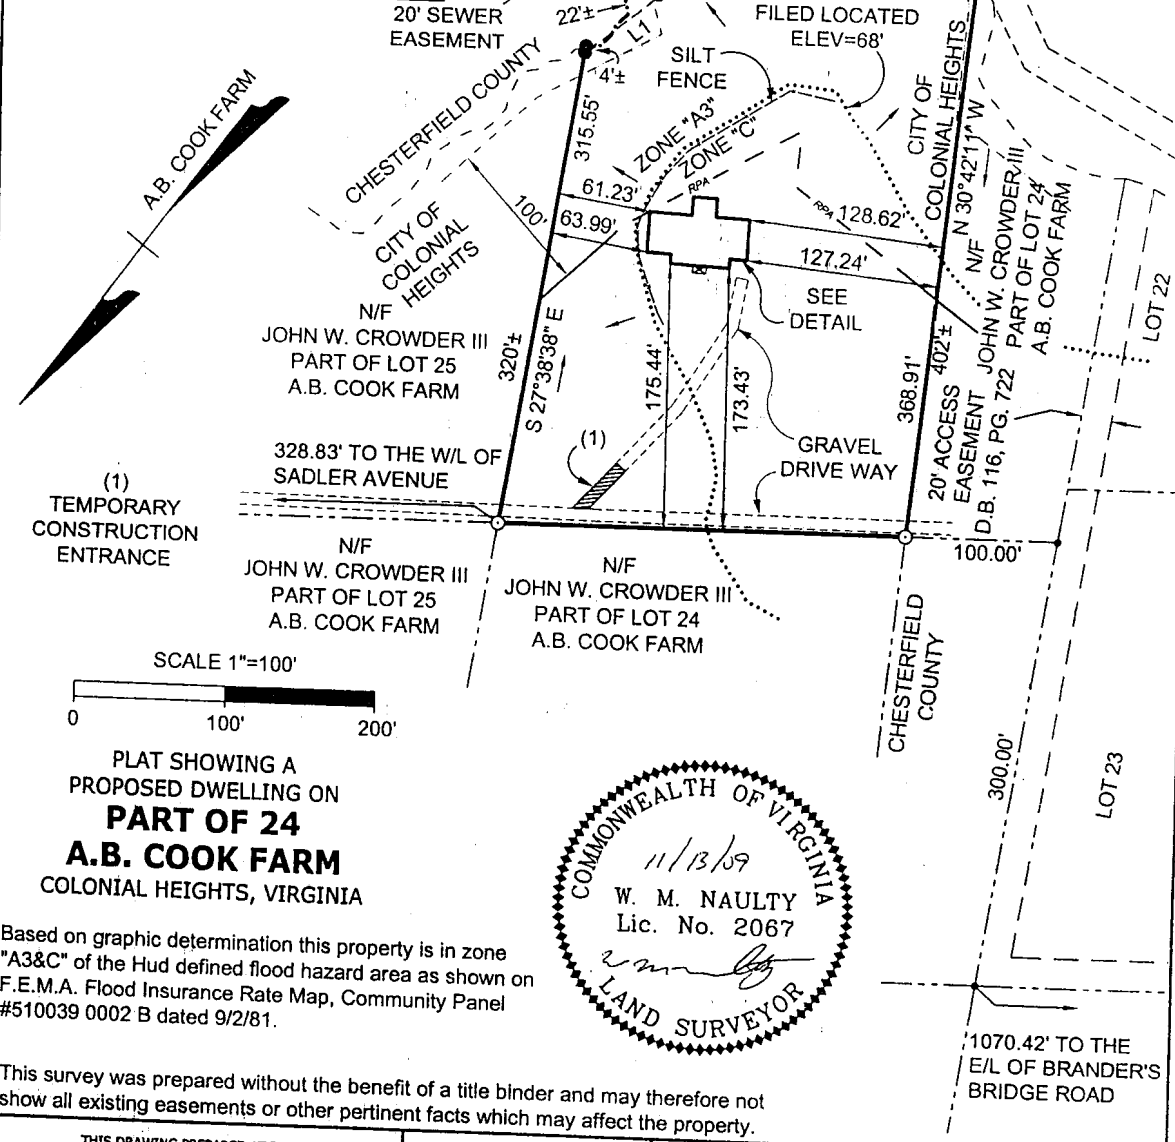 20' SEWER
EASEMENT
22'±
L1
4'±
FILED LOCATED
ELEV=68'
SILT
FENCE
CITY OF
COLONIAL HEIGHTS
N 30°42'11" W
A.B. COOK FARM
CHESTERFIELD COUNTY
CITY OF
COLONIAL
HEIGHTS
315.55'
100'
ZONE "A3"
ZONE "C"
RPA
RPA
61.23'
63.99'
128.62'
127.24'
SEE
DETAIL
N/F
JOHN W. CROWDER III
PART OF LOT 24
A.B. COOK FARM
LOT 22
N/F
JOHN W. CROWDER III
PART OF LOT 25
A.B. COOK FARM
320'±
S 27°38'38" E
175.44'
173.43'
368.91'
402'±
20' ACCESS
EASEMENT
D.B. 116, PG. 722
(1)
GRAVEL
DRIVE WAY
328.83' TO THE W/L OF
SADLER AVENUE
(1)
TEMPORARY
CONSTRUCTION
ENTRANCE
100.00'
N/F
JOHN W. CROWDER III
PART OF LOT 25
A.B. COOK FARM
N/F
JOHN W. CROWDER III
PART OF LOT 24
A.B. COOK FARM
CHESTERFIELD
COUNTY
300.00'
LOT 23
SCALE 1"=100'
0 100' 200'
PLAT SHOWING A
PROPOSED DWELLING ON
PART OF 24
A.B. COOK FARM
COLONIAL HEIGHTS, VIRGINIA
COMMONWEALTH OF VIRGINIA
11/13/09
W. M. NAULTY
Lic. No. 2067
LAND SURVEYOR
Based on graphic determination this property is in zone
"A3&C" of the Hud defined flood hazard area as shown on
F.E.M.A. Flood Insurance Rate Map, Community Panel
#510039 0002 B dated 9/2/81.
1070.42' TO THE
E/L OF BRANDER'S
BRIDGE ROAD
This survey was prepared without the benefit of a title binder and may therefore not
show all existing easements or other pertinent facts which may affect the property.
THIS DRAWING